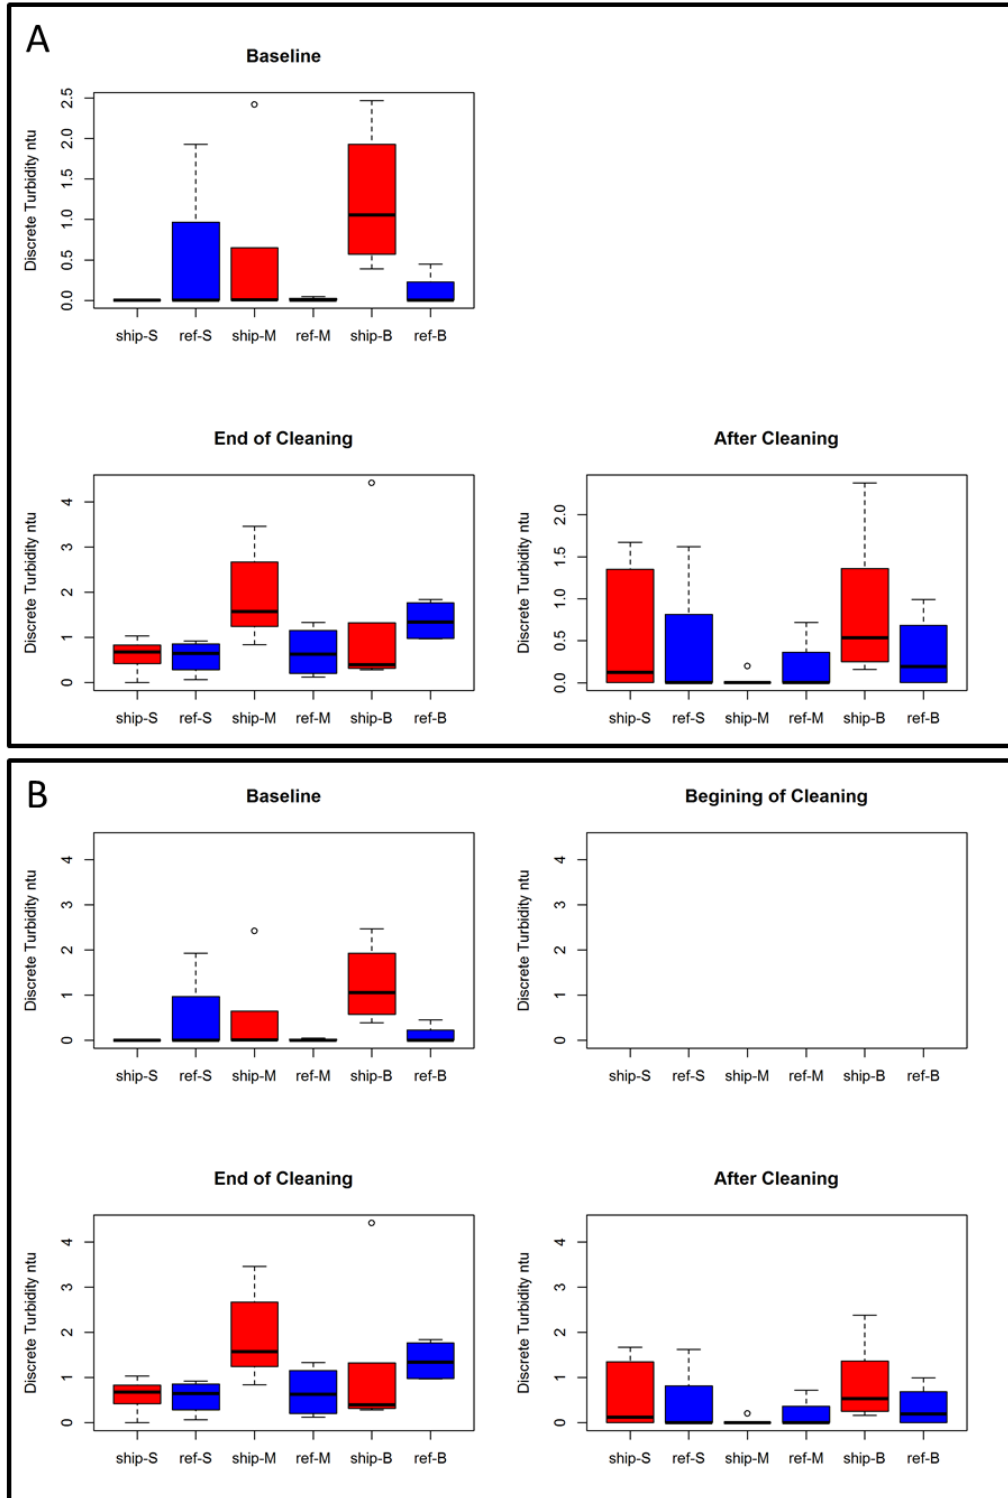 A
Baseline
Discrete Turbidity ntu
0.0 0.5 1.0 1.5 2.0 2.5
ship-S ref-S ship-M ref-M ship-B ref-B
End of Cleaning
Discrete Turbidity ntu
0 1 2 3 4
ship-S ref-S ship-M ref-M ship-B ref-B
After Cleaning
Discrete Turbidity ntu
0.0 0.5 1.0 1.5 2.0
ship-S ref-S ship-M ref-M ship-B ref-B
B
Baseline
Discrete Turbidity ntu
0 1 2 3 4
ship-S ref-S ship-M ref-M ship-B ref-B
Begining of Cleaning
Discrete Turbidity ntu
0 1 2 3 4
ship-S ref-S ship-M ref-M ship-B ref-B
End of Cleaning
Discrete Turbidity ntu
0 1 2 3 4
ship-S ref-S ship-M ref-M ship-B ref-B
After Cleaning
Discrete Turbidity ntu
0 1 2 3 4
ship-S ref-S ship-M ref-M ship-B ref-B